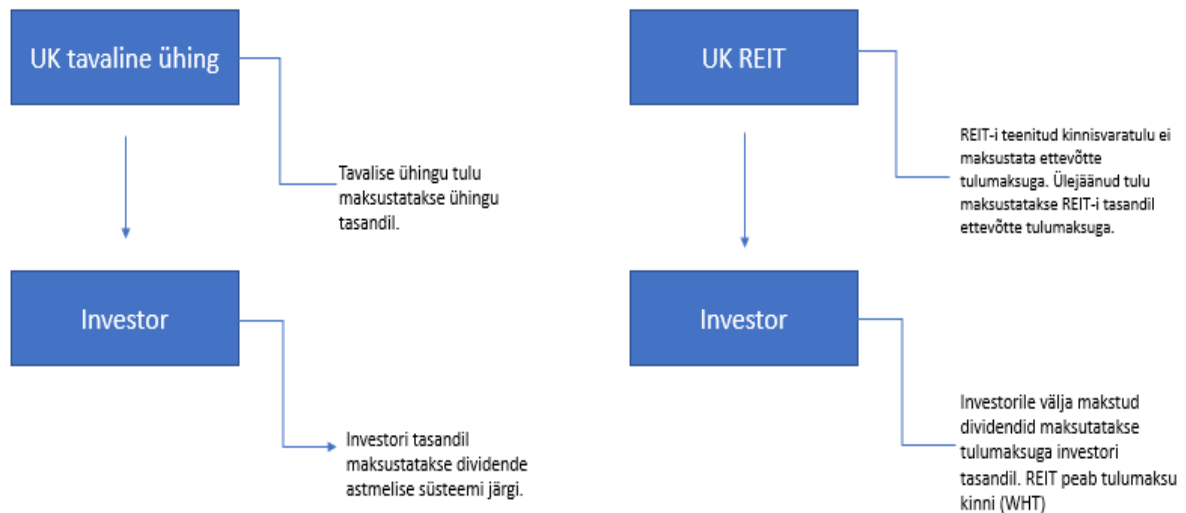 UK tavaline ühing
Tavalise ühingu tulu
maksustatakse ühingu
tasandil.
Investor
Investori tasandil
maksustatakse dividende
astmelise süsteemi järgi.
UK REIT
REIT-i teenitud kinnisvaratulu ei
maksustata ettevõtte
tulumaksuga. Ülejäänud tulu
maksustatakse REIT-i tasandil
ettevõtte tulumaksuga.
Investor
Investorile välja makstud
dividendid maksutatakse
tulumaksuga investori
tasandil. REIT peab tulumaksu
kinni (WHT)